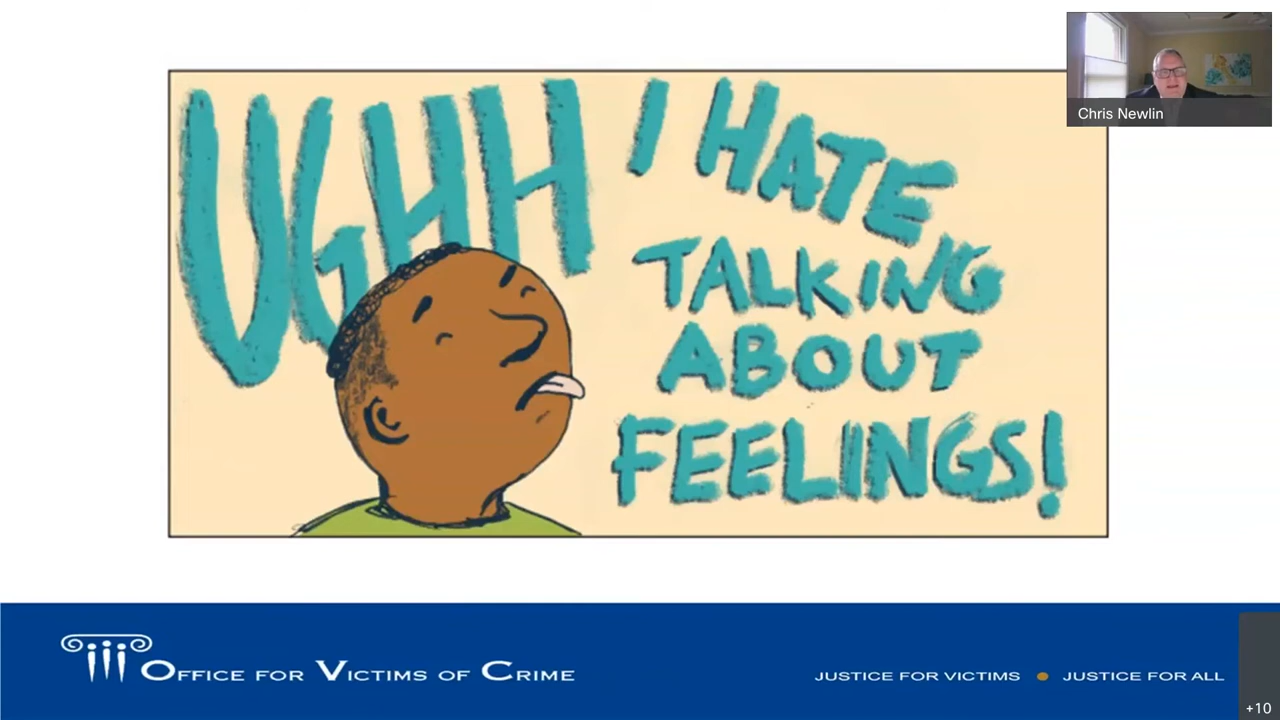 Chris Newlin
UGHH I HATE
TALKING
ABOUT
FEELINGS!
OFFICE FOR VICTIMS OF CRIME
JUSTICE FOR VICTIMS • JUSTICE FOR ALL
+10